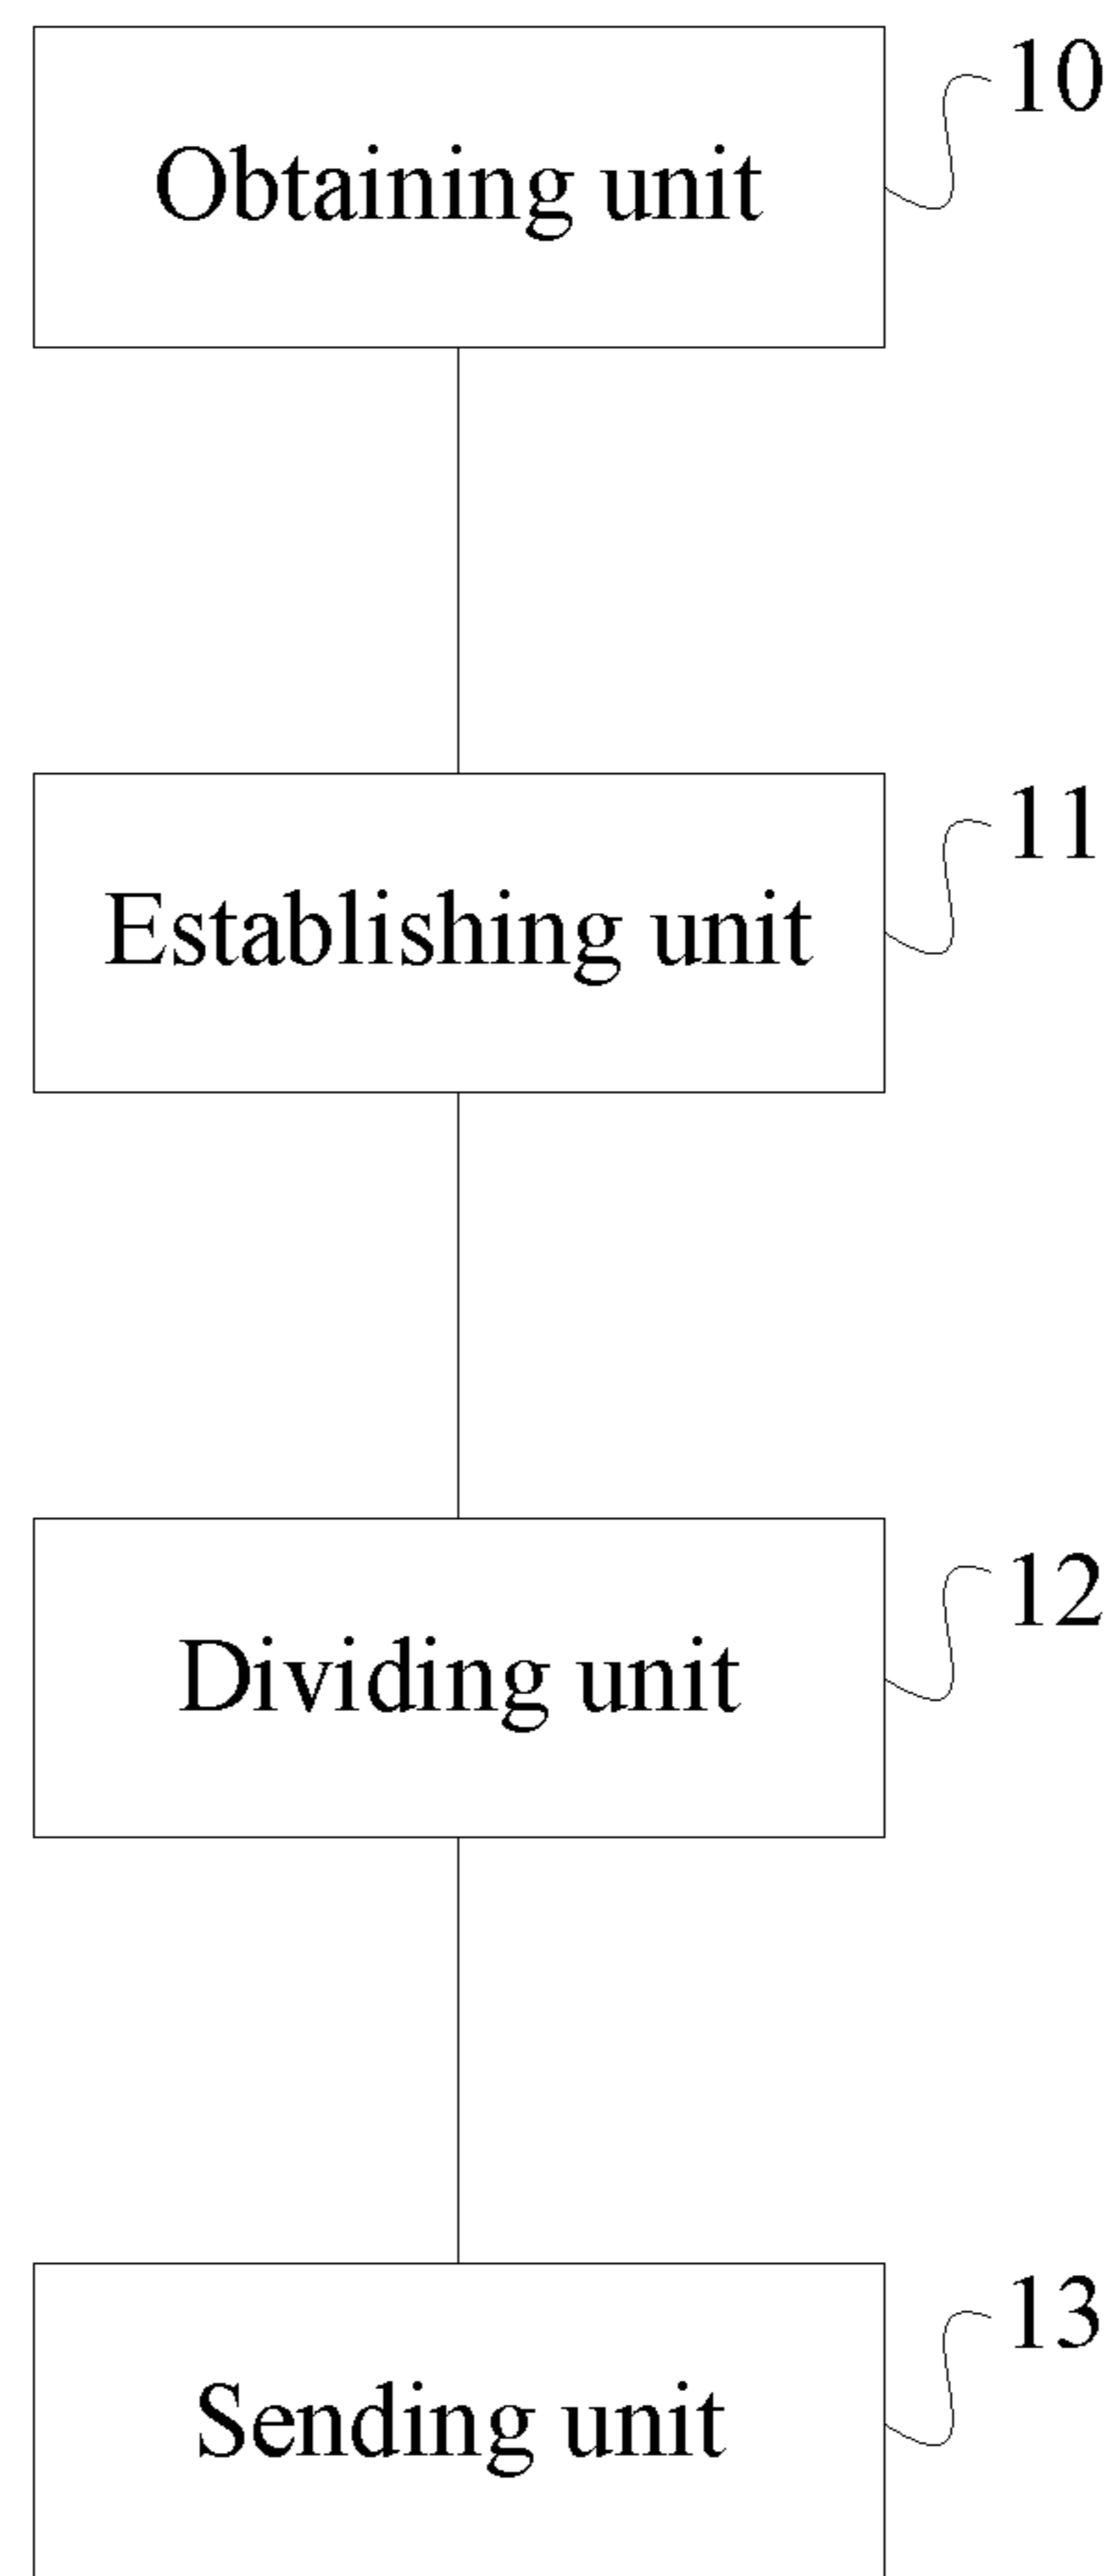 Obtaining unit
10
Establishing unit
11
Dividing unit
12
Sending unit
13